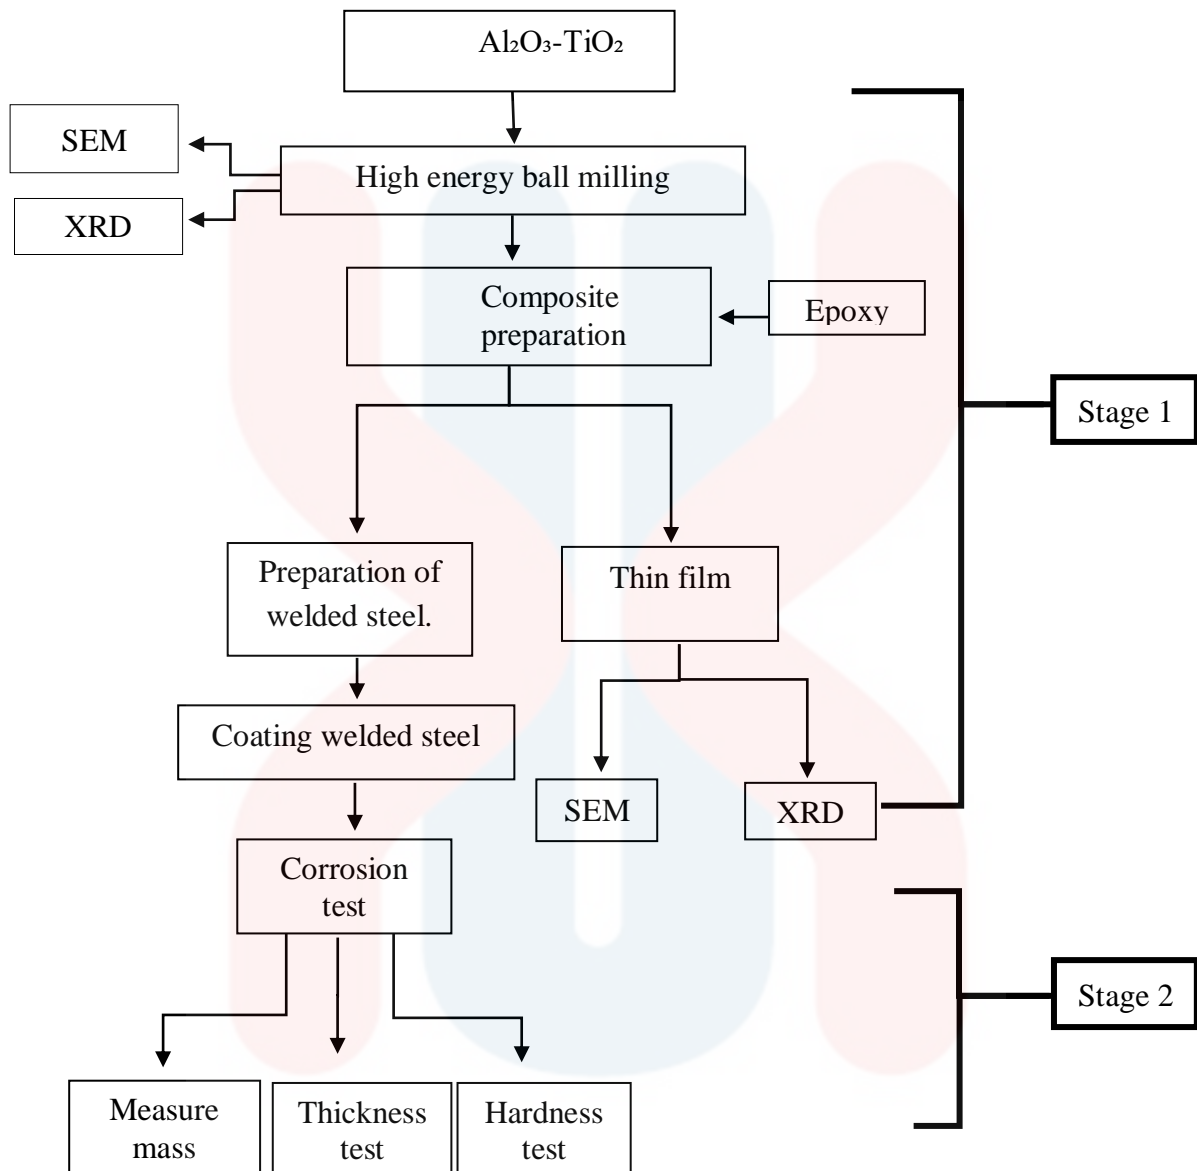 Al₂O₃-TiO₂
SEM
High energy ball milling
XRD
Composite
preparation
Epoxy
Stage 1
Preparation of
welded steel.
Thin film
Coating welded steel
SEM
XRD
Corrosion
test
Stage 2
Measure
mass
Thickness
test
Hardness
test